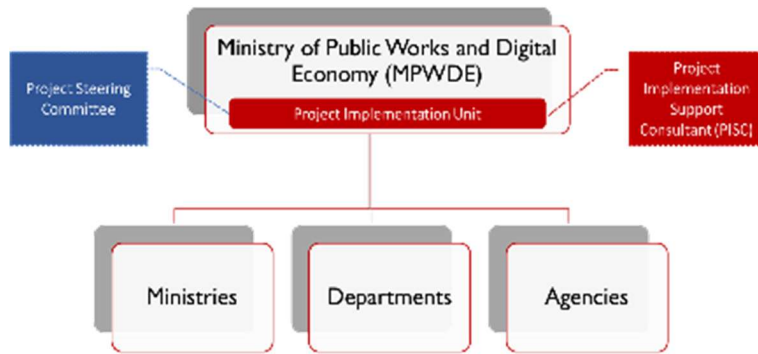 Ministry of Public Works and Digital
Economy (MPWDE)
Project Steering
Committee
Project Implementation Unit
Project
Implementation
Support
Consultant (PISC)
Ministries
Departments
Agencies